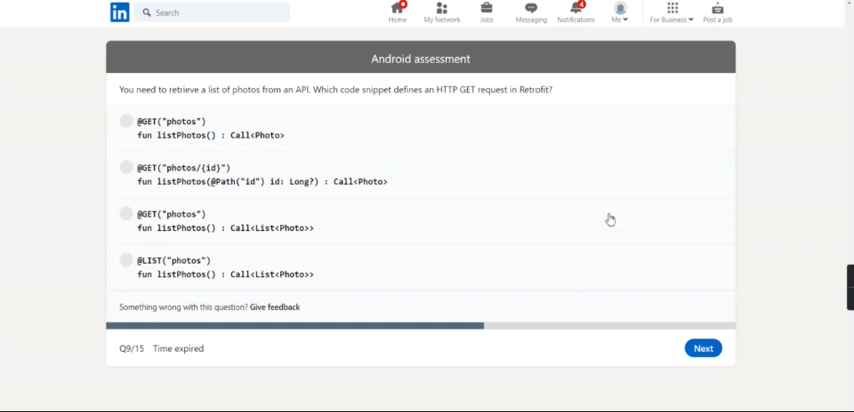 in
Search
4
Home
My Network
Jobs
Messaging
Notifications
Me
For Business
Post a job
Android assessment
You need to retrieve a list of photos from an API. Which code snippet defines an HTTP GET request in Retrofit?
@GET("photos")
fun listPhotos() : Call<Photo>
@GET("photos/{id}")
fun listPhotos(@Path("id") id: Long?) : Call<Photo>
@GET("photos")
fun listPhotos() : Call<List<Photo>>
@LIST("photos")
fun listPhotos() : Call<List<Photo>>
Something wrong with this question? Give feedback
Q9/15 Time expired
Next